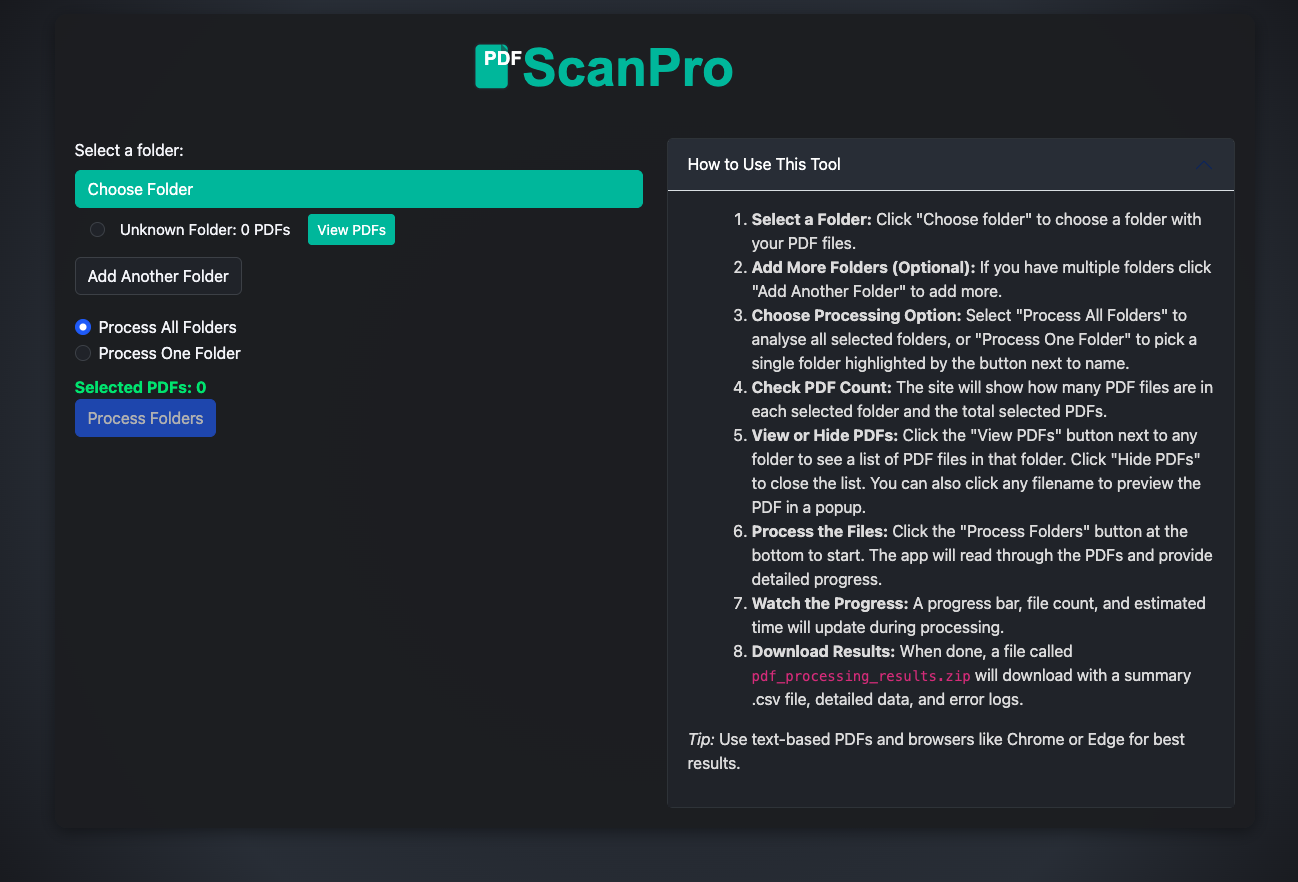 PDF ScanPro
Select a folder:
Choose Folder
Unknown Folder: 0 PDFs View PDFs
Add Another Folder
Process All Folders
Process One Folder
Selected PDFs: 0
Process Folders
How to Use This Tool
1. Select a Folder: Click "Choose folder" to choose a folder with
your PDF files.
2. Add More Folders (Optional): If you have multiple folders click
"Add Another Folder" to add more.
3. Choose Processing Option: Select "Process All Folders" to
analyse all selected folders, or "Process One Folder" to pick a
single folder highlighted by the button next to name.
4. Check PDF Count: The site will show how many PDF files are in
each selected folder and the total selected PDFs.
5. View or Hide PDFs: Click the "View PDFs" button next to any
folder to see a list of PDF files in that folder. Click "Hide PDFs"
to close the list. You can also click any filename to preview the
PDF in a popup.
6. Process the Files: Click the "Process Folders" button at the
bottom to start. The app will read through the PDFs and provide
detailed progress.
7. Watch the Progress: A progress bar, file count, and estimated
time will update during processing.
8. Download Results: When done, a file called
pdf_processing_results.zip will download with a summary
.csv file, detailed data, and error logs.
Tip: Use text-based PDFs and browsers like Chrome or Edge for best
results.